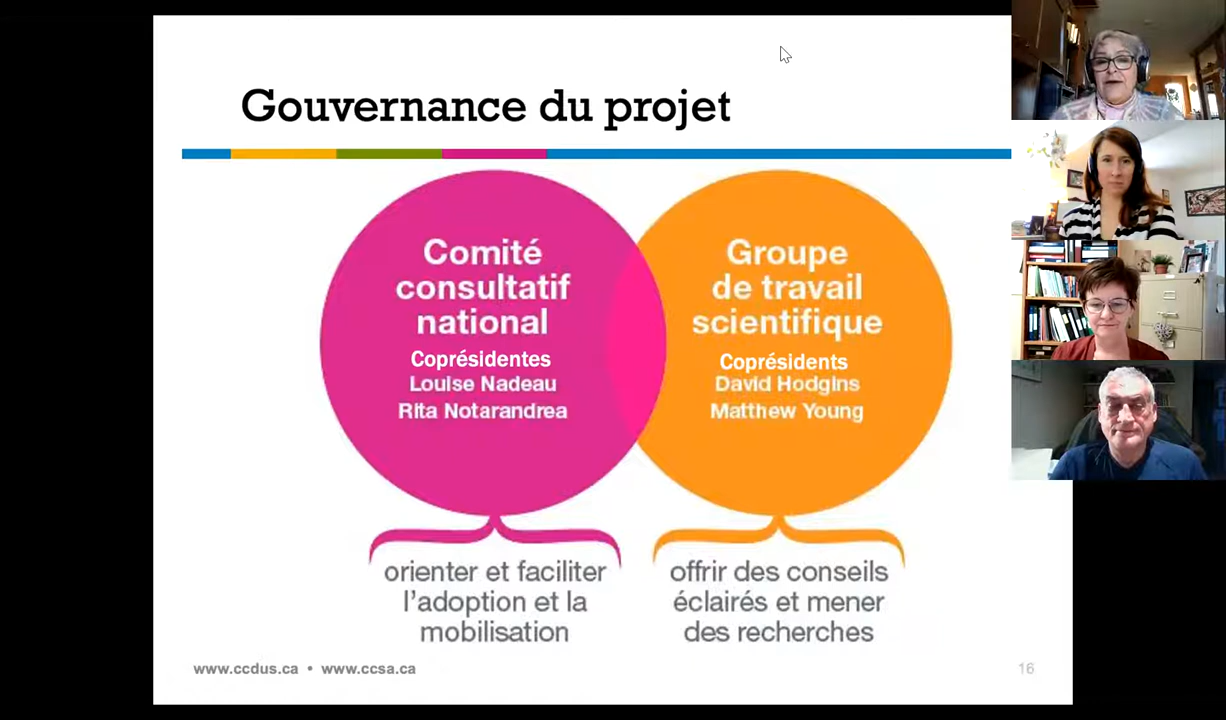 Gouvernance du projet
Comité
consultatif
national
Coprésidentes
Louise Nadeau
Rita Notarandrea
Groupe
de travail
scientifique
Coprésidents
David Hodgins
Matthew Young
orienter et faciliter
l'adoption et la
mobilisation
offrir des conseils
éclairés et mener
des recherches
www.ccdus.ca • www.ccsa.ca
16